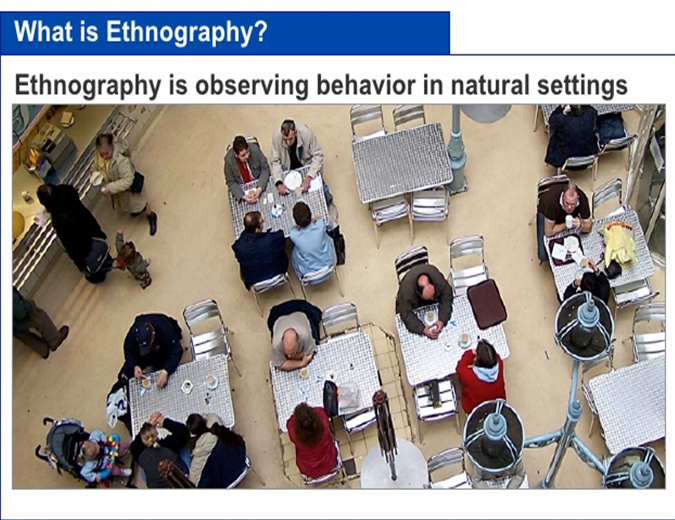 What is Ethnography?
Ethnography is observing behavior in natural settings